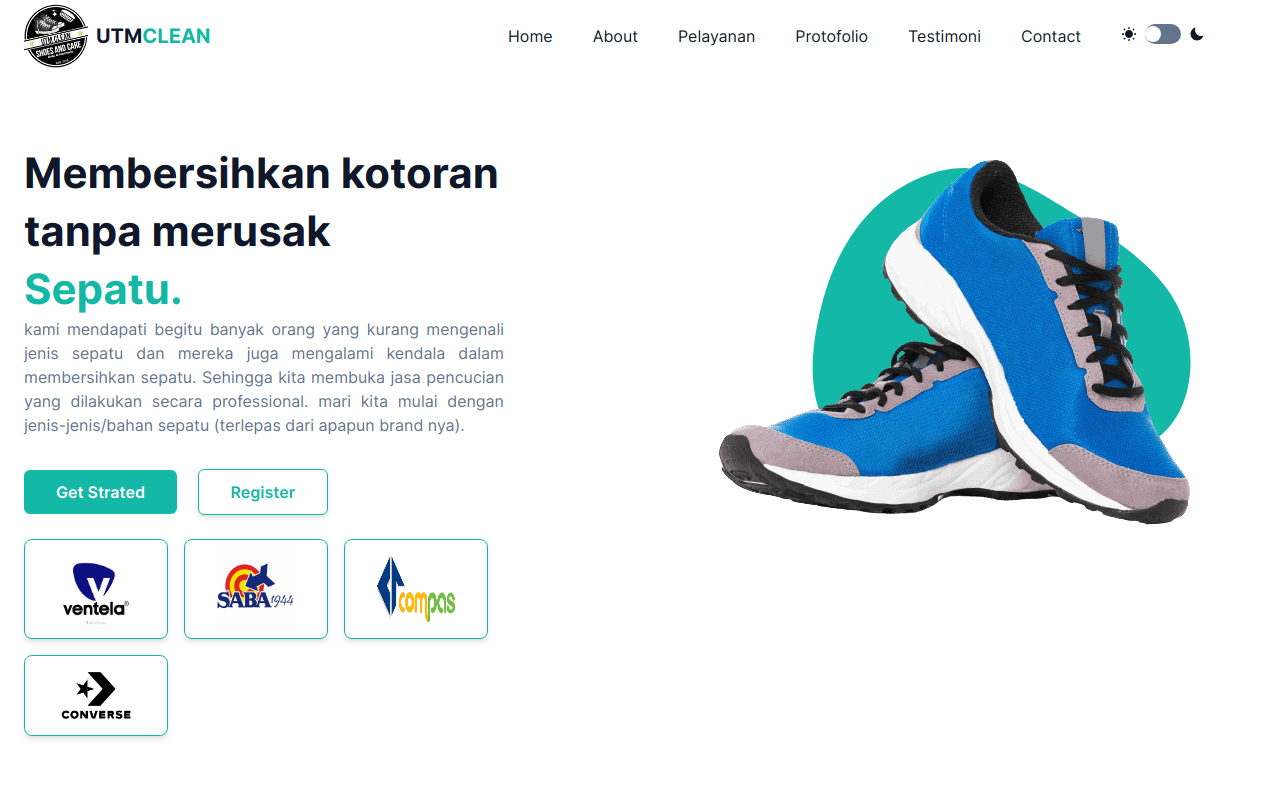 UTM CLEAN
SHOES AND CARE
UTMCLEAN
Home About Pelayanan Protofolio Testimoni Contact
Membersihkan kotoran
tanpa merusak
Sepatu.
kami mendapati begitu banyak orang yang kurang mengenali
jenis sepatu dan mereka juga mengalami kendala dalam
membersihkan sepatu. Sehingga kita membuka jasa pencucian
yang dilakukan secara professional. mari kita mulai dengan
jenis-jenis/bahan sepatu (terlepas dari apapun brand nya).
Get Strated Register
ventela®
SABA 1944
compas
CONVERSE